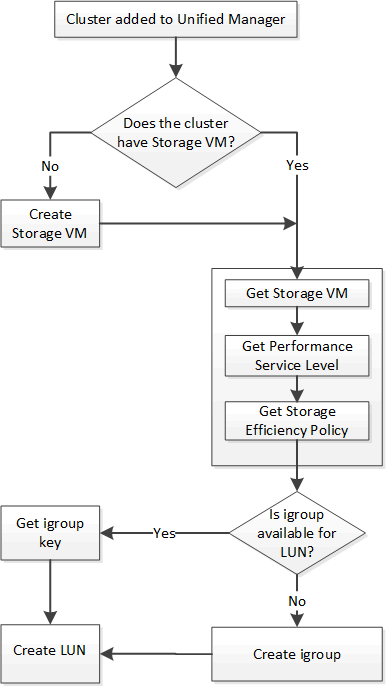 Cluster added to Unified Manager
Does the cluster
have Storage VM?
No
Yes
Create
Storage VM
Get Storage VM
Get Performance
Service Level
Get Storage
Efficiency Policy
Is igroup
available for
LUN?
Get igroup
key
Yes
No
Create LUN
Create igroup